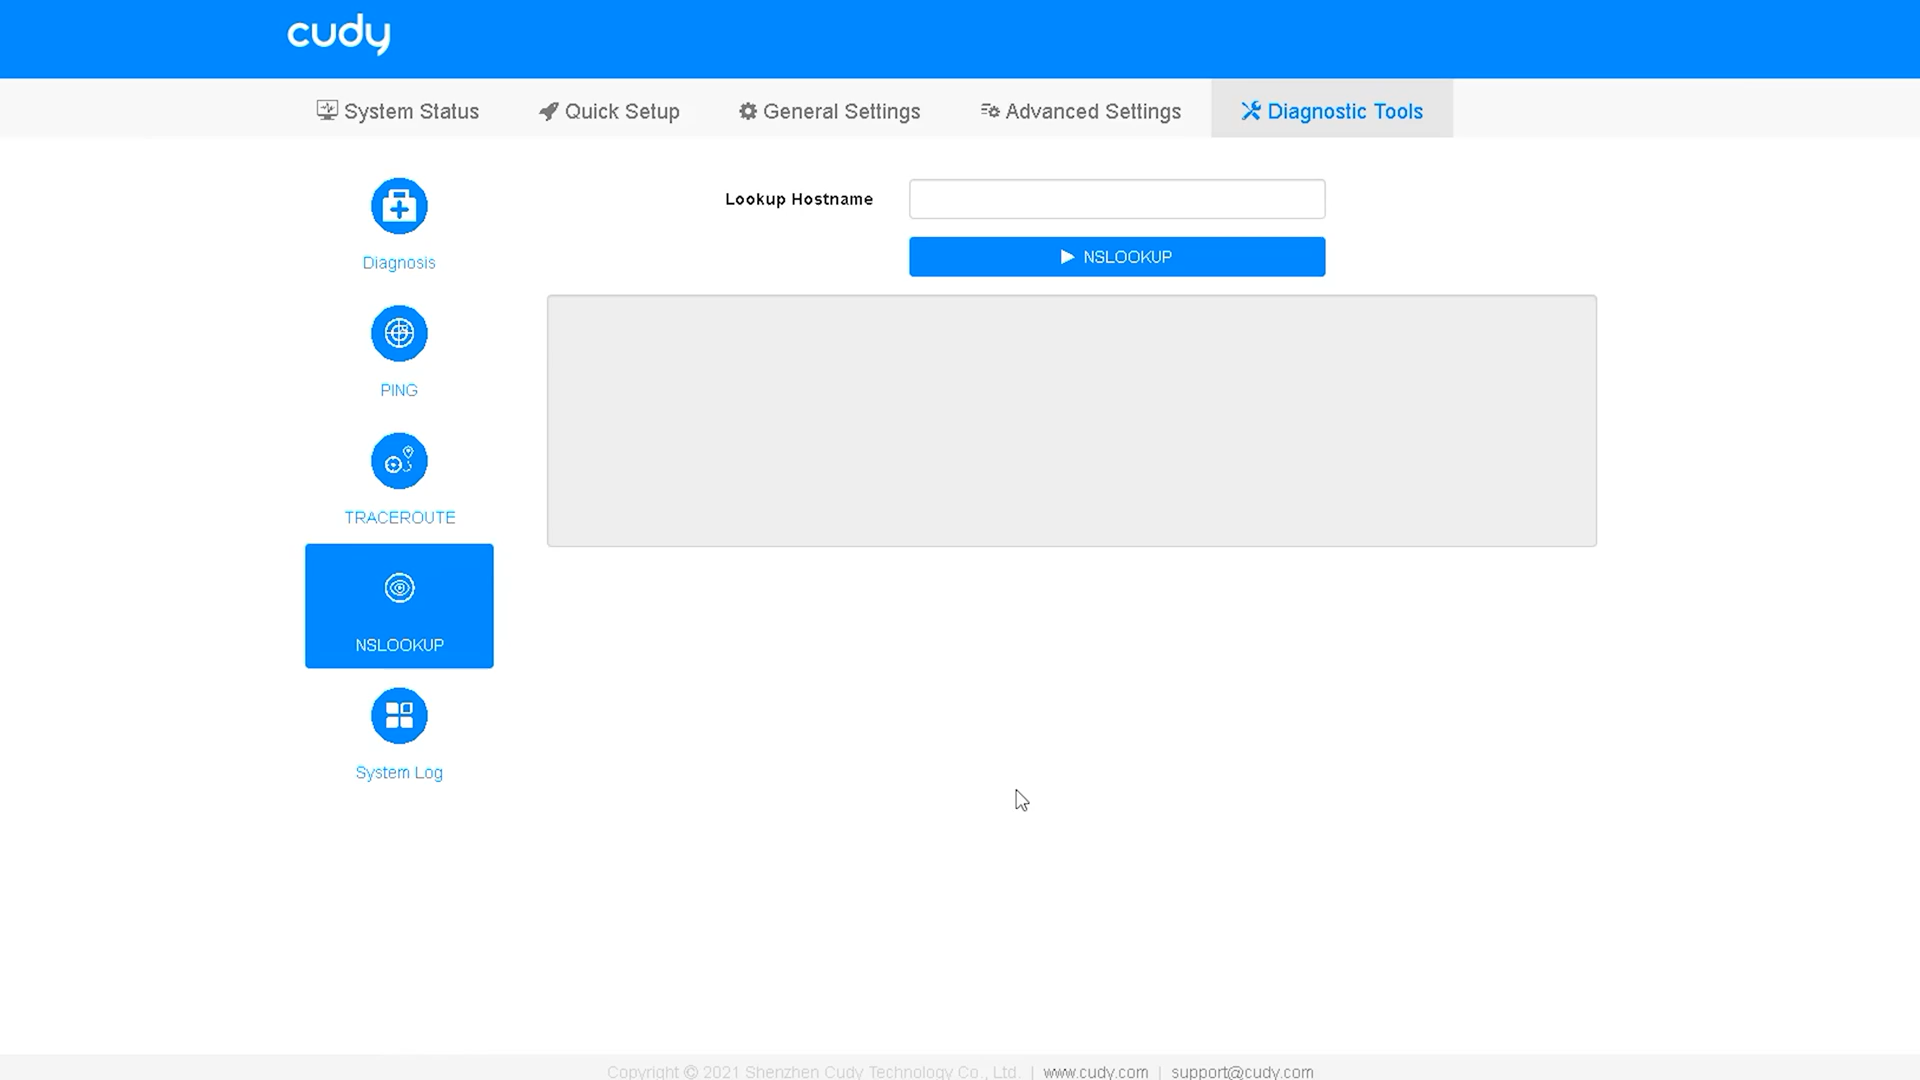 cudy
System Status
Quick Setup
General Settings
Advanced Settings
Diagnostic Tools
Diagnosis
PING
TRACEROUTE
NSLOOKUP
System Log
Lookup Hostname
NSLOOKUP
Copyright © 2021 Shenzhen Cudy Technology Co., Ltd. | www.cudy.com | support@cudy.com